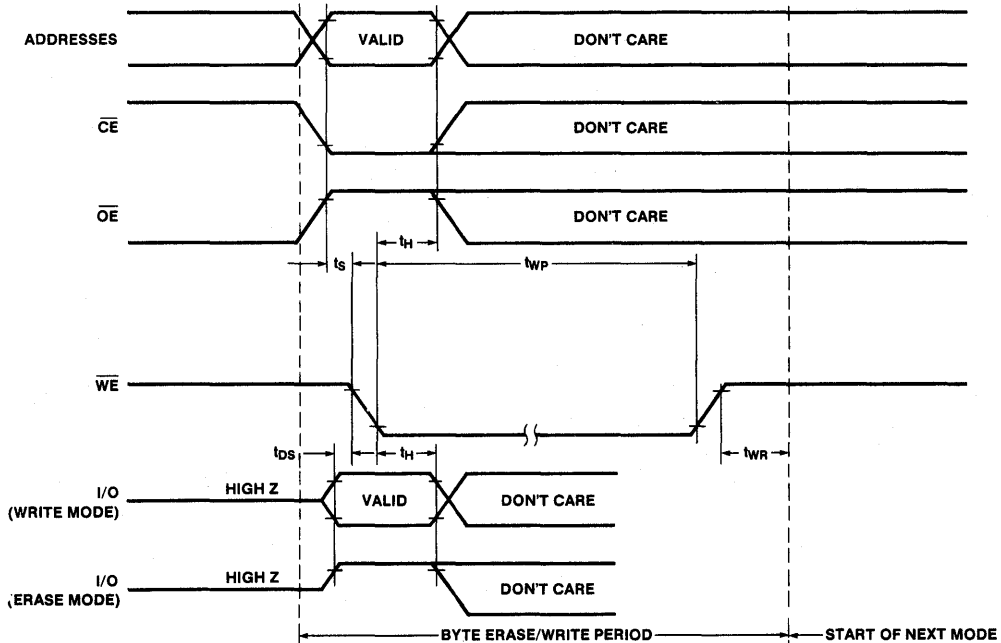 ADDRESSES
VALID
DON'T CARE
CE
DON'T CARE
OE
DON'T CARE
tH
tS
tWP
WE
tDS
tH
tWR
I/O
(WRITE MODE)
HIGH Z
VALID
DON'T CARE
I/O
(ERASE MODE)
HIGH Z
DON'T CARE
BYTE ERASE/WRITE PERIOD
START OF NEXT MODE